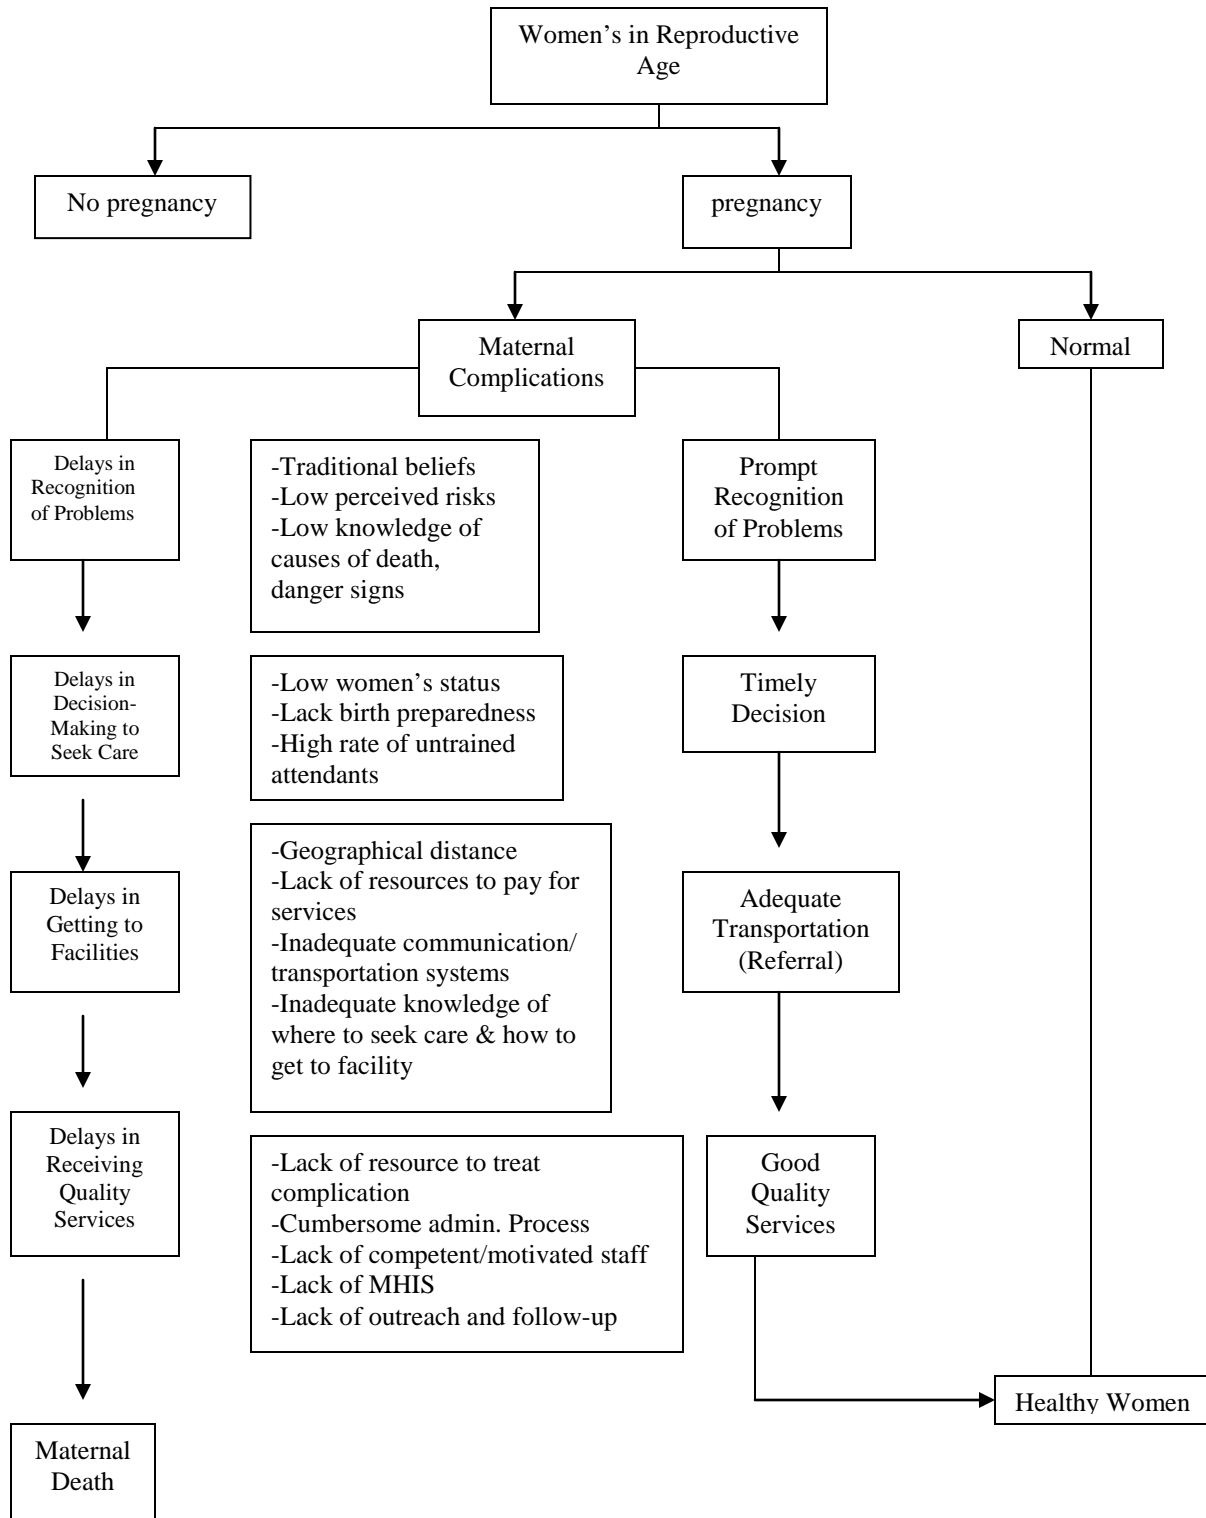 Women’s in Reproductive
Age
No pregnancy
pregnancy
Maternal
Complications
Normal
Delays in
Recognition
of Problems
-Traditional beliefs
-Low perceived risks
-Low knowledge of
causes of death,
danger signs
Prompt
Recognition
of Problems
Delays in
Decision-
Making to
Seek Care
-Low women’s status
-Lack birth preparedness
-High rate of untrained
attendants
Timely
Decision
Delays in
Getting to
Facilities
-Geographical distance
-Lack of resources to pay for
services
-Inadequate communication/
transportation systems
-Inadequate knowledge of
where to seek care & how to
get to facility
Adequate
Transportation
(Referral)
Delays in
Receiving
Quality
Services
-Lack of resource to treat
complication
-Cumbersome admin. Process
-Lack of competent/motivated staff
-Lack of MHIS
-Lack of outreach and follow-up
Good
Quality
Services
Healthy Women
Maternal
Death